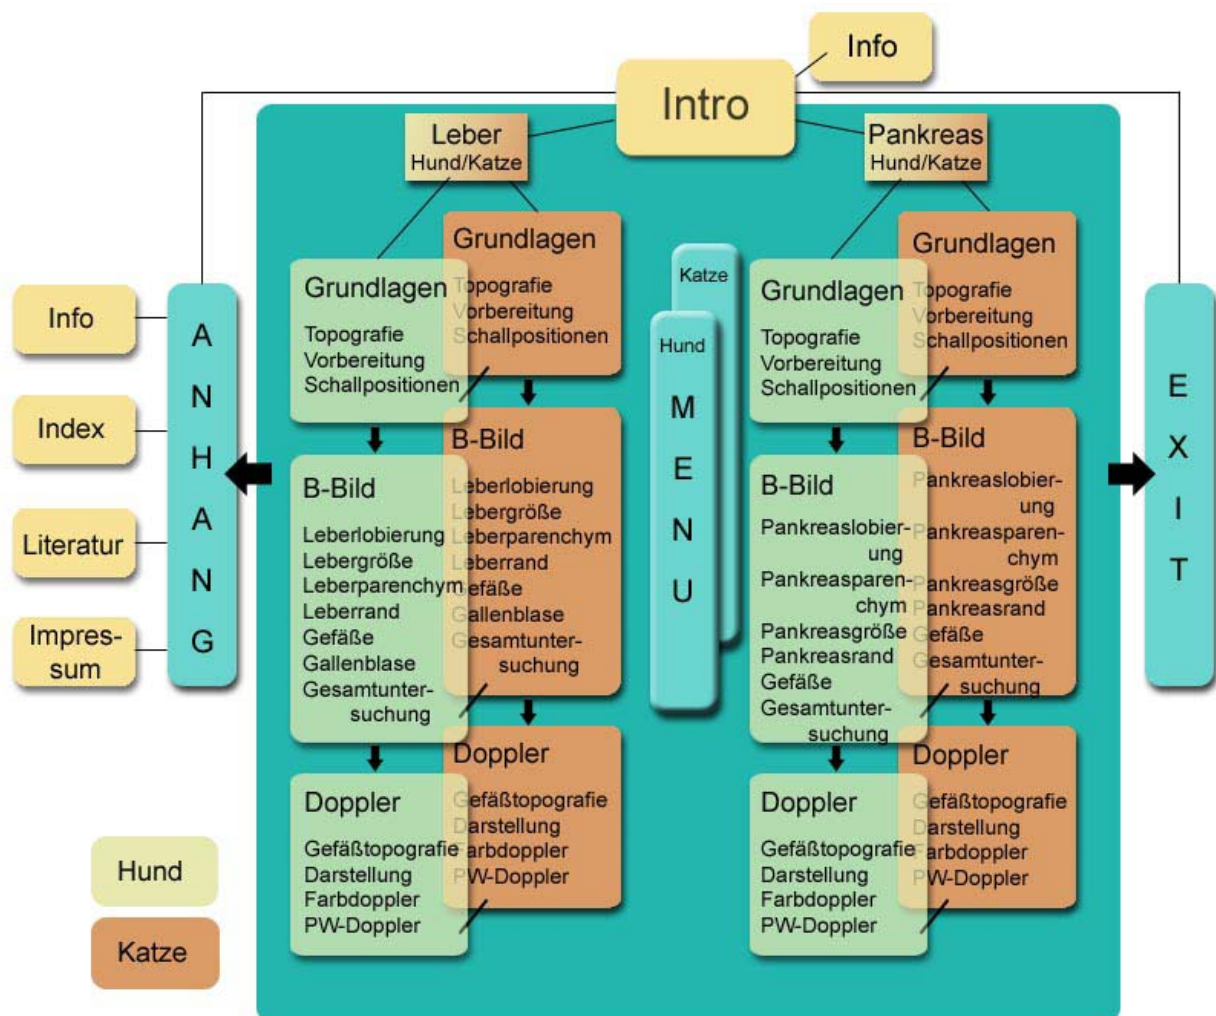 Info
Intro
Leber
Hund/Katze
Pankreas
Hund/Katze
Grundlagen
Topografie
Vorbereitung
Schallpositionen
Grundlagen
Topografie
Vorbereitung
Schallpositionen
B-Bild
Leberlobierung
Lebergröße
Leberparenchym
Leberrand
Gefäße
Gallenblase
Gesamtunter-
suchung
B-Bild
Leberlobierung
Lebergröße
Leberparenchym
Leberrand
Gefäße
Gallenblase
Gesamtunter-
suchung
Doppler
Gefäßtopografie
Darstellung
Farbdoppler
PW-Doppler
Doppler
Gefäßtopografie
Darstellung
Farbdoppler
PW-Doppler
Katze
Hund
MENU
Grundlagen
Topografie
Vorbereitung
Schallpositionen
Grundlagen
Topografie
Vorbereitung
Schallpositionen
B-Bild
Pankreaslobier-
ung
Pankreasparen-
chym
Pankreasgröße
Pankreasrand
Gefäße
Gesamtunter-
suchung
B-Bild
Pankreaslobier-
ung
Pankreasparen-
chym
Pankreasgröße
Pankreasrand
Gefäße
Gesamtunter-
suchung
Doppler
Gefäßtopografie
Darstellung
Farbdoppler
PW-Doppler
Doppler
Gefäßtopografie
Darstellung
Farbdoppler
PW-Doppler
Info
Index
Literatur
Impres-
sum
ANHANG
EXIT
Hund
Katze